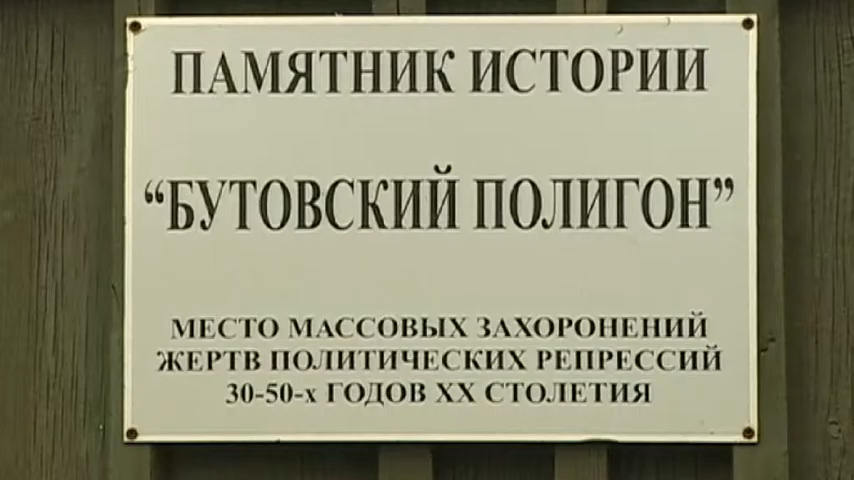 ПАМЯТНИК ИСТОРИИ
“БУТОВСКИЙ ПОЛИГОН”
МЕСТО МАССОВЫХ ЗАХОРОНЕНИЙ
ЖЕРТВ ПОЛИТИЧЕСКИХ РЕПРЕССИЙ
30-50-х ГОДОВ XX СТОЛЕТИЯ